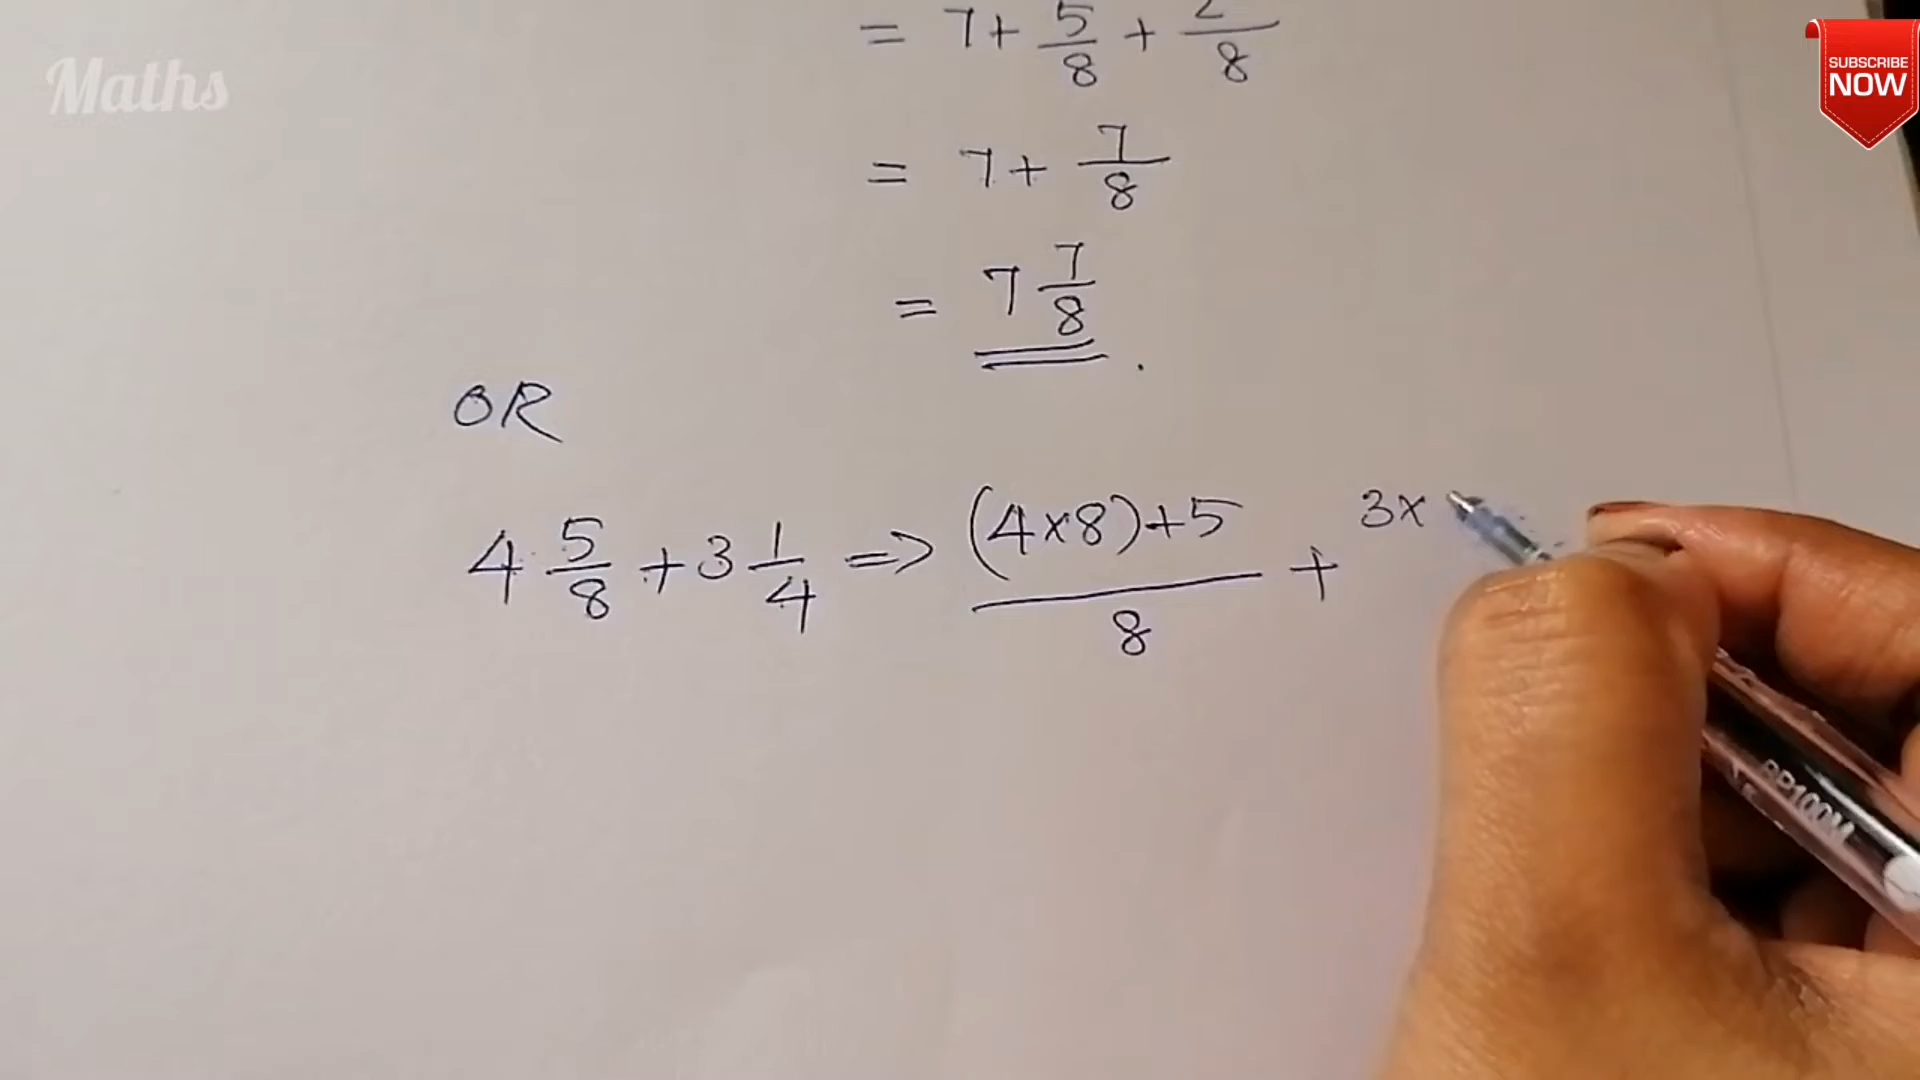 Maths
SUBSCRIBE
NOW
= 7 + 5/8 + 2/8
= 7 + 7/8
= 7 7/8 .
OR
4 5/8 + 3 1/4 => (4×8)+5/8 + 3×
BP100M